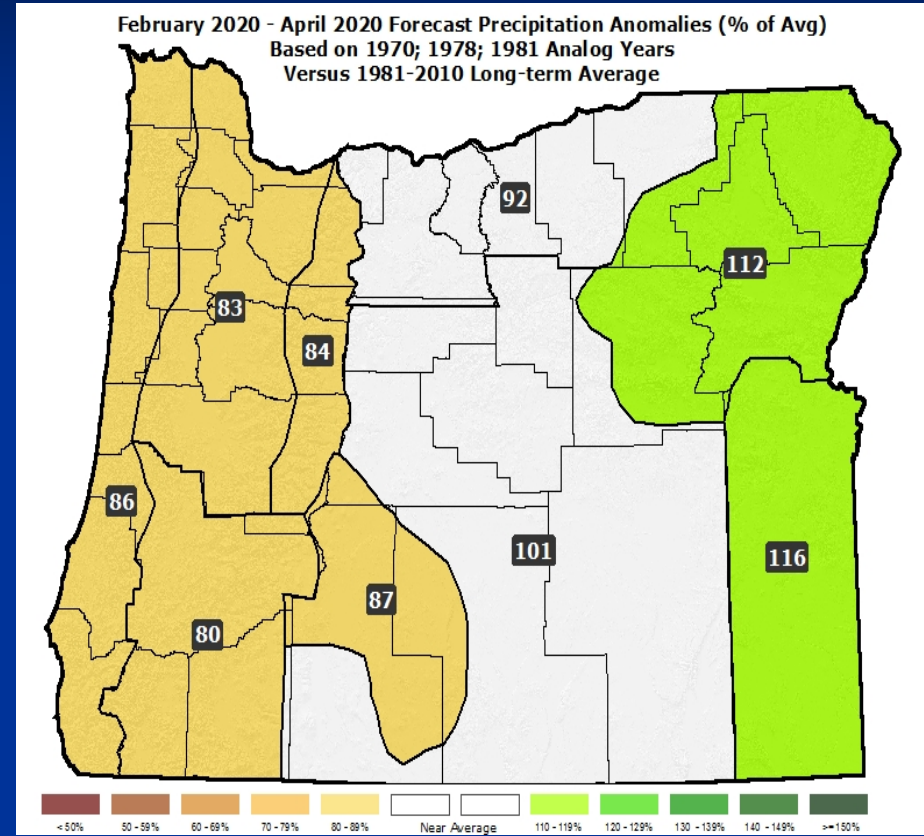 February 2020 - April 2020 Forecast Precipitation Anomalies (% of Avg)
Based on 1970; 1978; 1981 Analog Years
Versus 1981-2010 Long-term Average
92
112
83
84
86
101
116
87
80
< 50%
50 - 59%
60 - 69%
70 - 79%
80 - 89%
Near Average
110 - 119%
120 - 129%
130 - 139%
140 - 149%
>= 150%